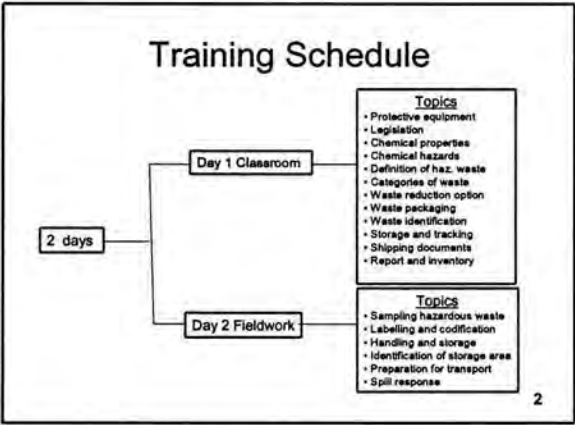 Training Schedule
2 days
Day 1 Classroom
Topics
• Protective equipment
• Legislation
• Chemical properties
• Chemical hazards
• Definition of haz. waste
• Categories of waste
• Waste reduction option
• Waste packaging
• Waste identification
• Storage and tracking
• Shipping documents
• Report and inventory
Day 2 Fieldwork
Topics
• Sampling hazardous waste
• Labelling and codification
• Handling and storage
• Identification of storage area
• Preparation for transport
• Spill response
2